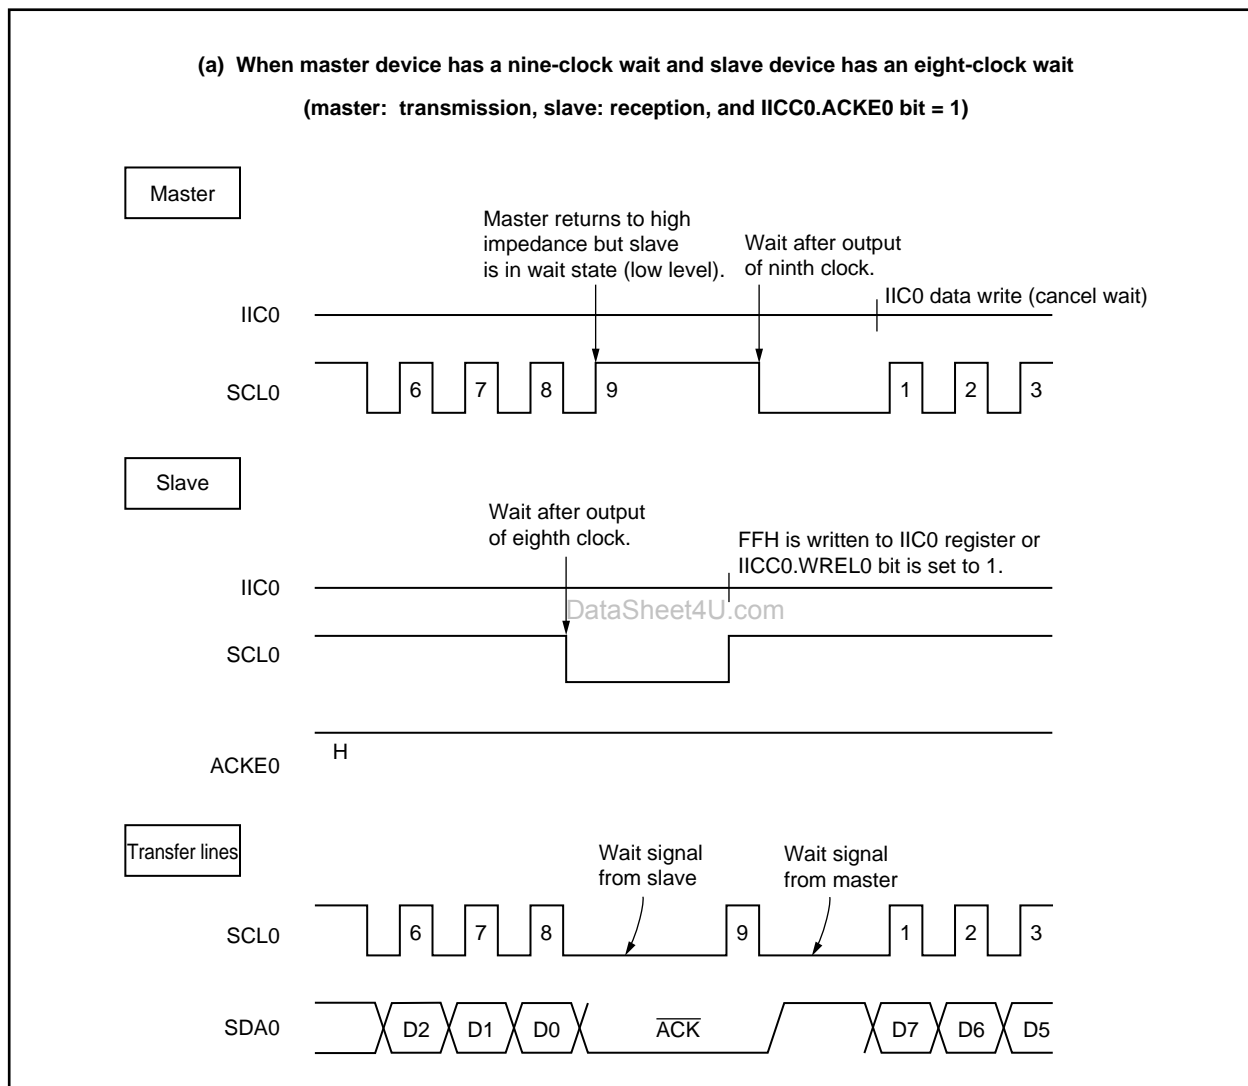 (a) When master device has a nine-clock wait and slave device has an eight-clock wait
(master: transmission, slave: reception, and IICC0.ACKE0 bit = 1)
Master
Master returns to high
impedance but slave
is in wait state (low level).
Wait after output
of ninth clock.
IIC0 data write (cancel wait)
IIC0
SCL0
6 7 8 9 1 2 3
Slave
Wait after output
of eighth clock.
FFH is written to IIC0 register or
IICC0.WREL0 bit is set to 1.
IIC0
DataSheet4U.com
SCL0
H
ACKE0
Transfer lines
Wait signal
from slave
Wait signal
from master
SCL0
6 7 8 9 1 2 3
SDA0
D2 D1 D0 A̅C̅K̅ D7 D6 D5